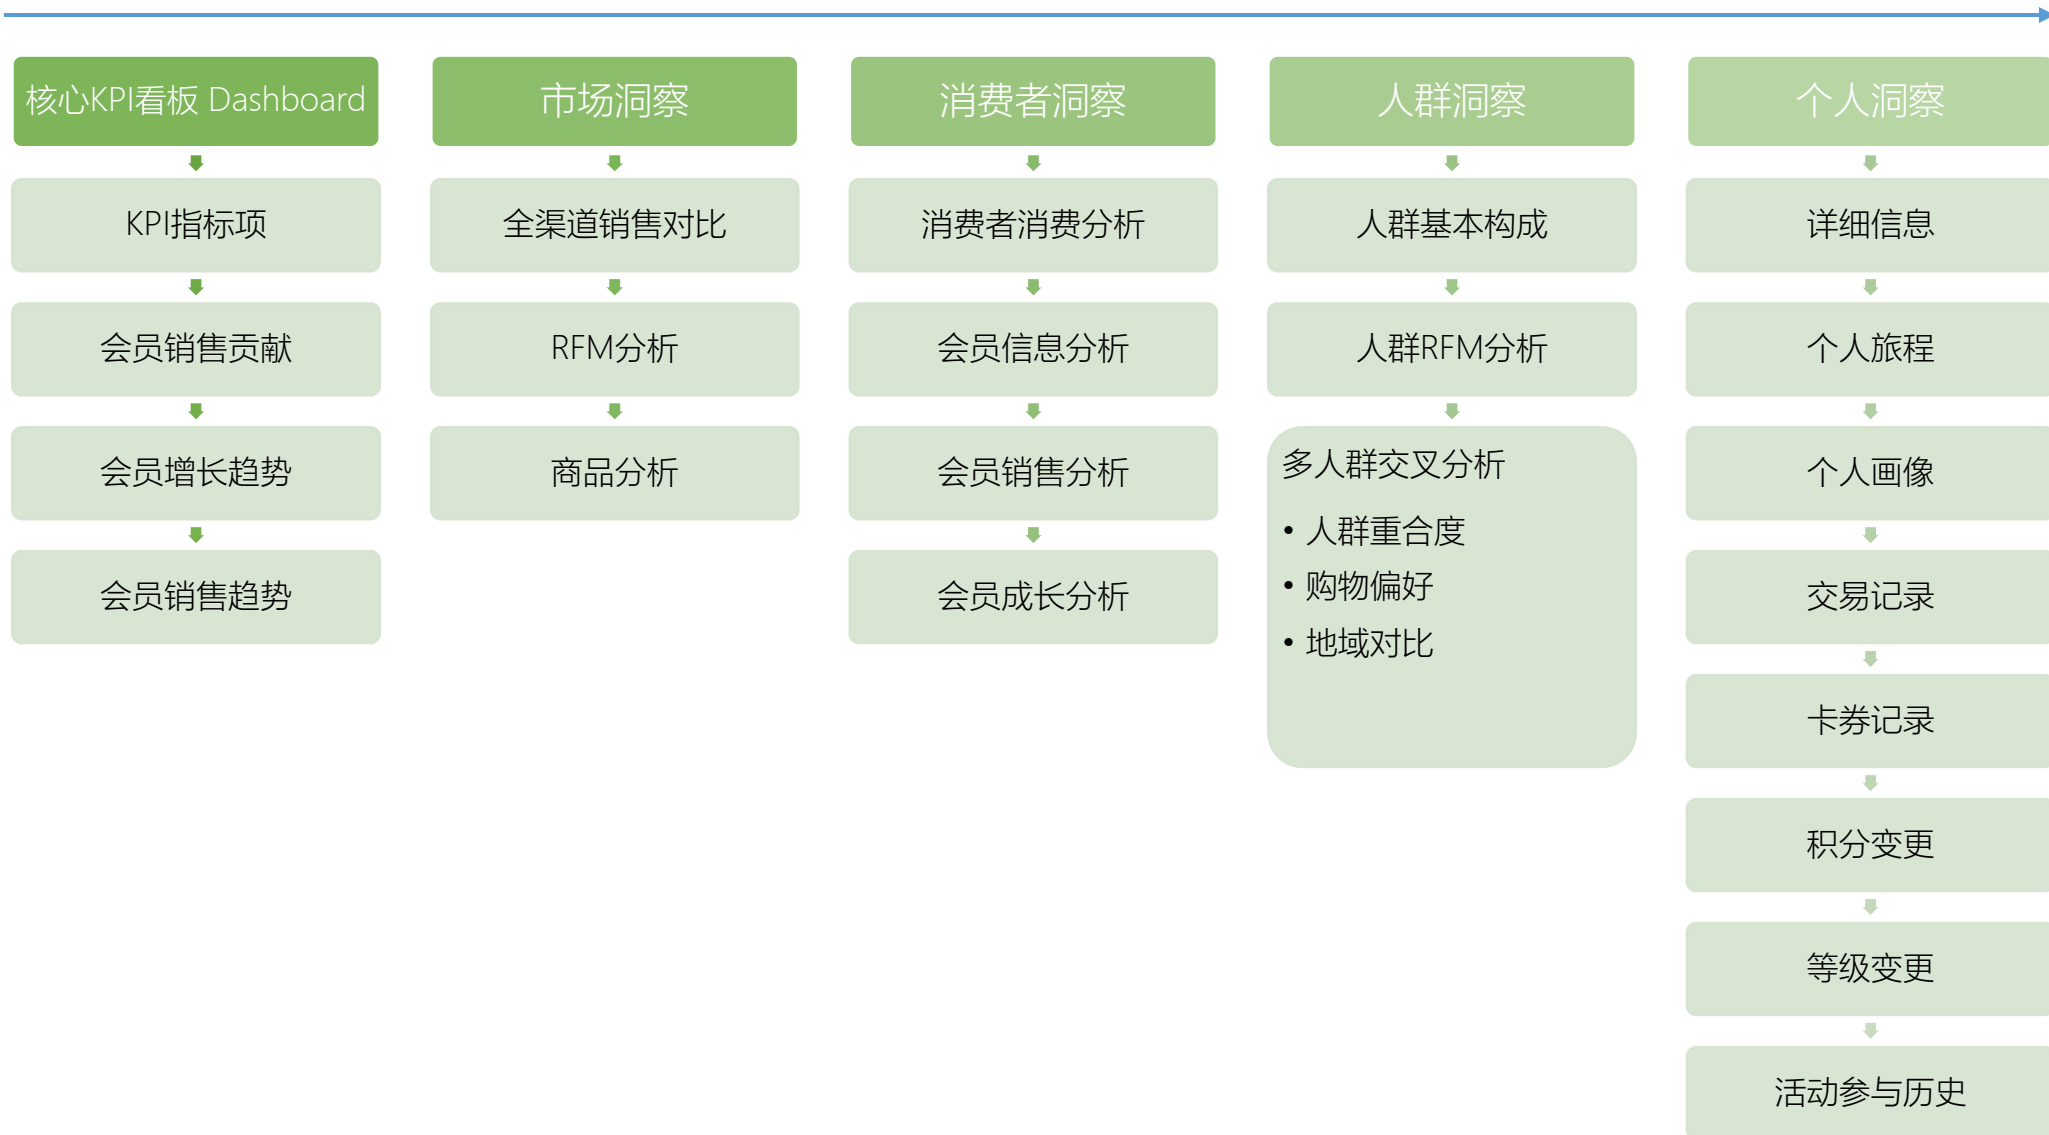 核心KPI看板 Dashboard
KPI指标项
会员销售贡献
会员增长趋势
会员销售趋势
市场洞察
全渠道销售对比
RFM分析
商品分析
消费者洞察
消费者消费分析
会员信息分析
会员销售分析
会员成长分析
人群洞察
人群基本构成
人群RFM分析
多人群交叉分析
• 人群重合度
• 购物偏好
• 地域对比
个人洞察
详细信息
个人旅程
个人画像
交易记录
卡券记录
积分变更
等级变更
活动参与历史